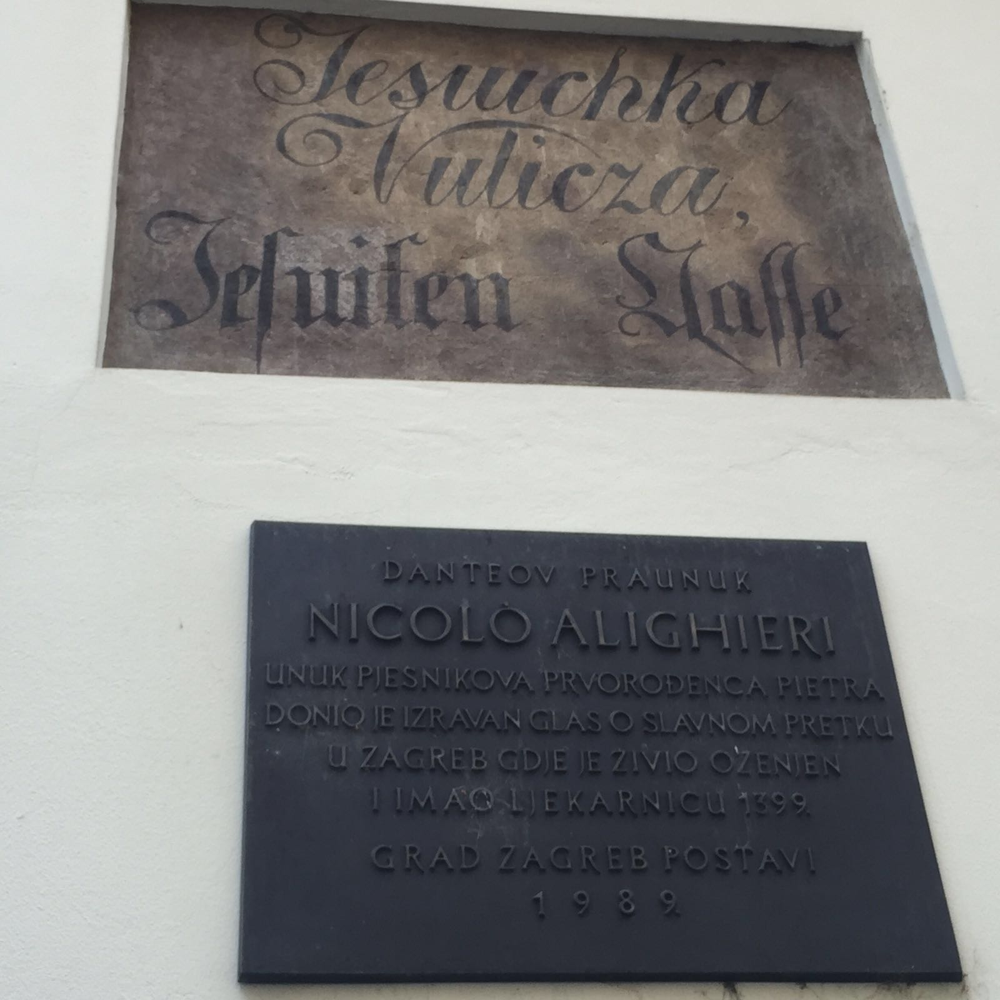 Jesuichka
Vulicza,
Jesuiten Gasse
DANTEOV PRAUNUK
NICOLÒ ALIGHIERI
UNUK PJESNIKOVA PRVOROĐENCA PIETRA
DONIO JE IZRAVAN GLAS O SLAVNOM PRETKU
U ZAGREB GDJE JE ŽIVIO OŽENJEN
I IMAO LJEKARNICU 1399.
GRAD ZAGREB POSTAVI
1989.